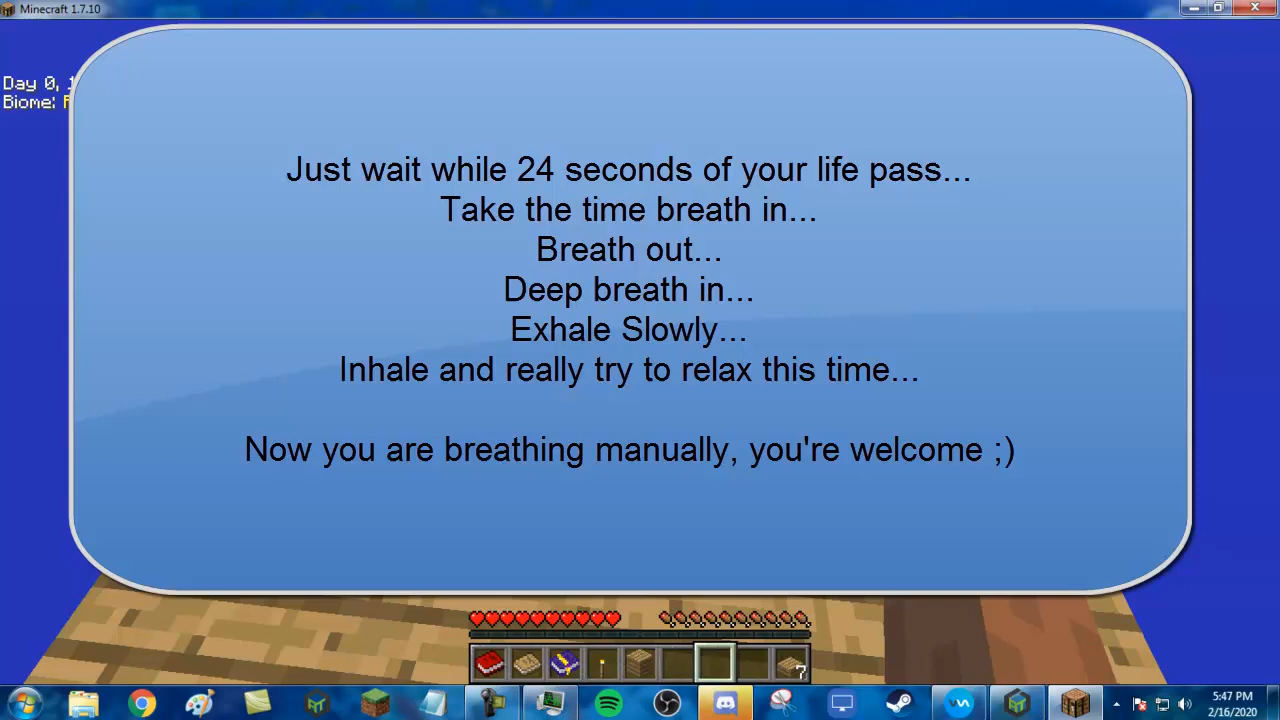 Minecraft 1.7.10
Day 0, 1
Biome: F
Just wait while 24 seconds of your life pass...
Take the time breath in...
Breath out...
Deep breath in...
Exhale Slowly...
Inhale and really try to relax this time...
Now you are breathing manually, you're welcome ;)
7
5:47 PM
2/16/2020